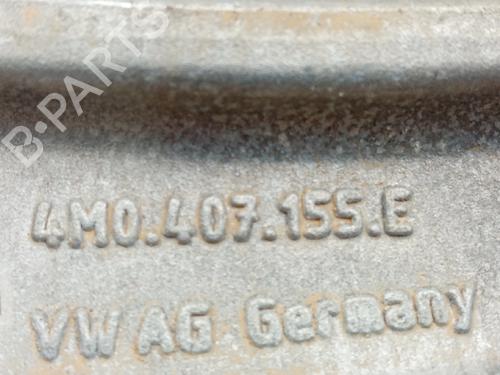 B-PARTS
4M0.407.155.E
VW AG Germany